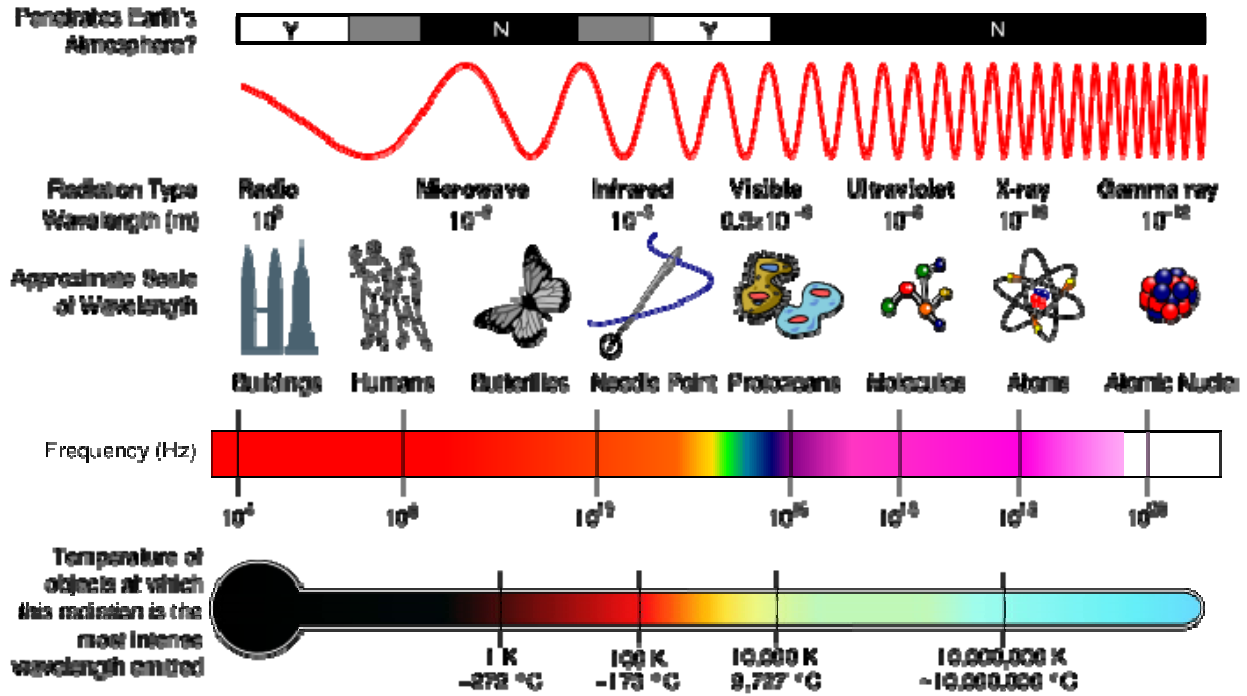 Penetrates Earth's
Atmosphere?
Y N Y N
Radiation Type
Radio Microwave Infrared Visible Ultraviolet X-ray Gamma ray
Wavelength (m)
Approximate Scale
of Wavelength
Buildings Humans Butterflies Needle Point Protozoans Molecules Atoms Atomic Nuclei
Frequency (Hz)
Temperature of
objects at which
this radiation is the
most intense
wavelength emitted
1 K 100 K 10,000 K 10,000,000 K
9,727 °C ~10,000,000 °C